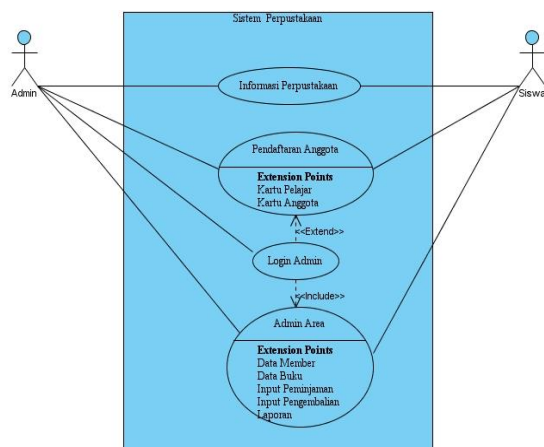 Sistem Perpustakaan
Admin
Siswa
Informasi Perpustakaan
Pendaftaran Anggota
Extension Points
Kartu Pelajar
Kartu Anggota
<<Extend>>
Login Admin
<<Include>>
Admin Area
Extension Points
Data Member
Data Buku
Input Peminjaman
Input Pengembalian
Laporan